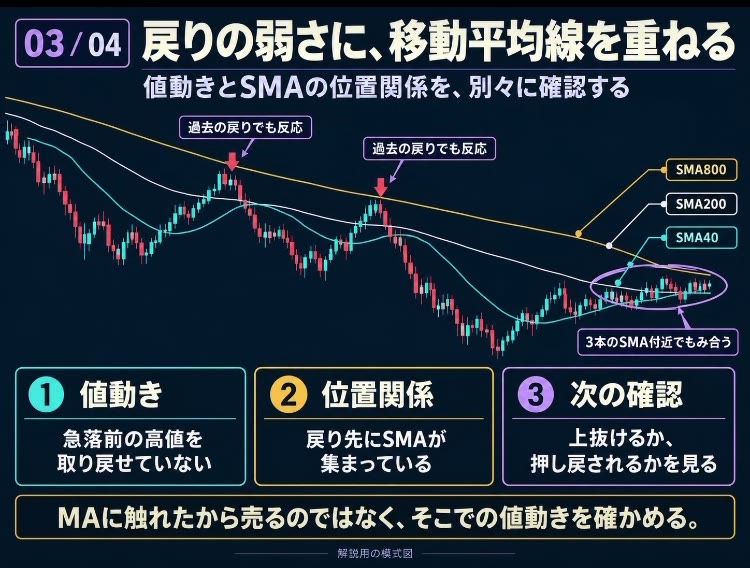 03/04
戻りの弱さに、移動平均線を重ねる
値動きとSMAの位置関係を、別々に確認する
過去の戻りでも反応
過去の戻りでも反応
SMA800
SMA200
SMA40
3本のSMA付近でもみ合う
1 値動き
急落前の高値を
取り戻せていない
2 位置関係
戻り先にSMAが
集まっている
3 次の確認
上抜けるか、
押し戻されるかを見る
MAに触れたから売るのではなく、そこでの値動きを確かめる。
解説用の模式図